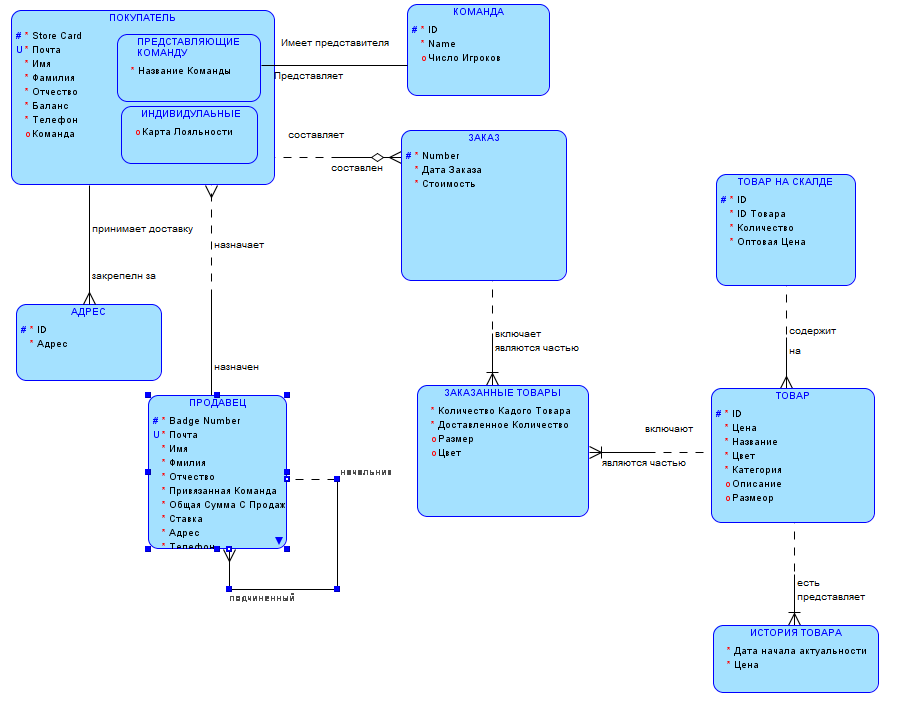 ПОКУПАТЕЛЬ
# * Store Card
U * Почта
* Имя
* Фамилия
* Отчество
* Баланс
* Телефон
o Команда
ПРЕДСТАВЛЯЮЩИЕ
КОМАНДУ
* Название Команды
ИНДИВИДУЛЬНЫЕ
o Карта Лояльности
Имеет представителя
Представляет
КОМАНДА
# * ID
* Name
o Число Игроков
составляет
составлен
ЗАКАЗ
# * Number
* Дата Заказа
* Стоимость
ТОВАР НА СКАЛДЕ
# * ID
* ID Товара
* Количество
* Оптовая Цена
принимает доставку
закрепелн за
назначает
назначен
АДРЕС
# * ID
* Адрес
включает
являются частью
содержит
на
ПРОДАВЕЦ
# * Badge Number
U * Почта
* Имя
* Фмилия
* Отчество
* Привязанная Команда
* Общая Сумма С Продаж
* Ставка
* Адрес
* Телефон
начальник
подчиненный
ЗАКАЗАННЫЕ ТОВАРЫ
* Количество Кадого Товара
* Доставленное Количество
o Размер
o Цвет
включают
являются частью
ТОВАР
# * ID
* Цена
* Название
* Цвет
* Категория
o Описание
o Размеор
есть
представляет
ИСТОРИЯ ТОВАРА
* Дата начала актуальности
* Цена